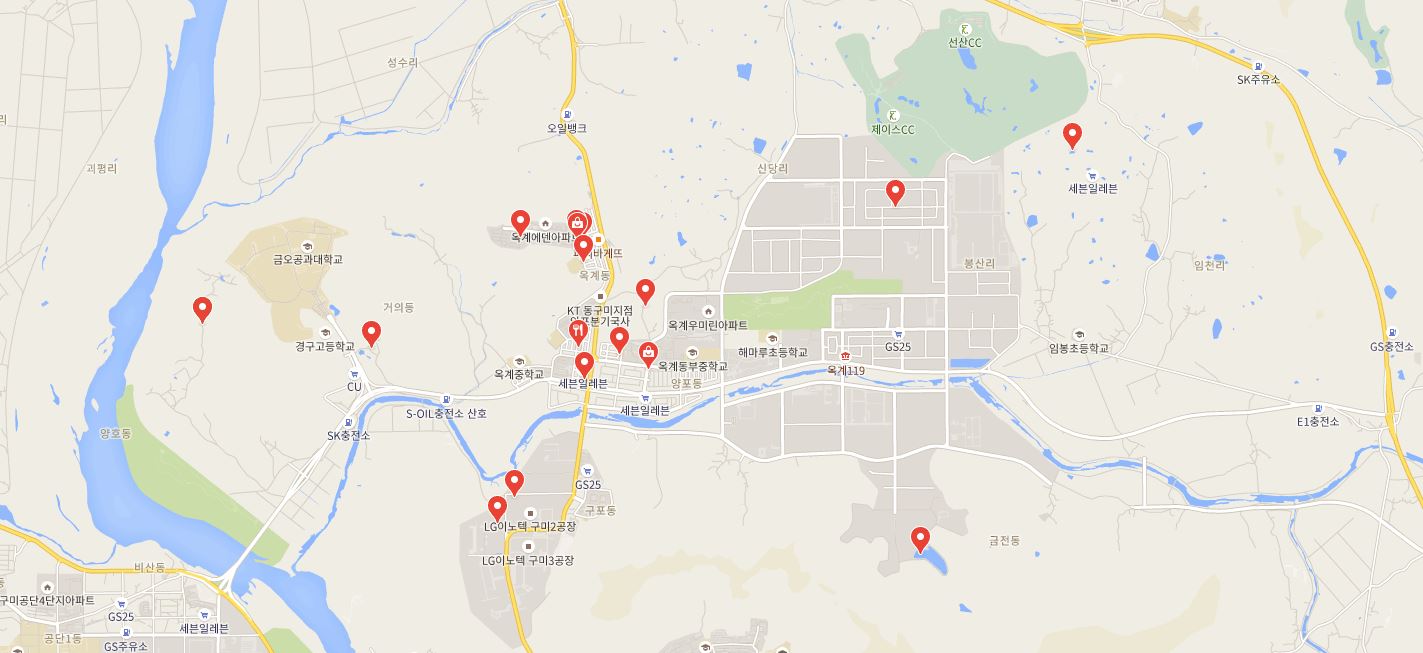 선산CC
성수리
SK주유소
오일뱅크
제이스CC
괴평리
신당리
세븐일레븐
옥계에덴아파
바게뜨
금오공과대학교
봉산리
임천리
옥계동
거의동
KT 동구미지점
옥계우미린아파트
경구고등학교
해마루초등학교
GS25
임봉초등학교
GS충전소
옥계중학교
옥계동부중학교
옥계119
CU
세븐일레븐
양포동
S-OIL충전소 산호
세븐일레븐
E1충전소
양호동
SK충전소
GS25
구포동
LG이노텍 구미2공장
금전동
LG이노텍 구미3공장
비산동
구미공단4단지아파트
GS25
세븐일레븐
공단1동
GS주유소